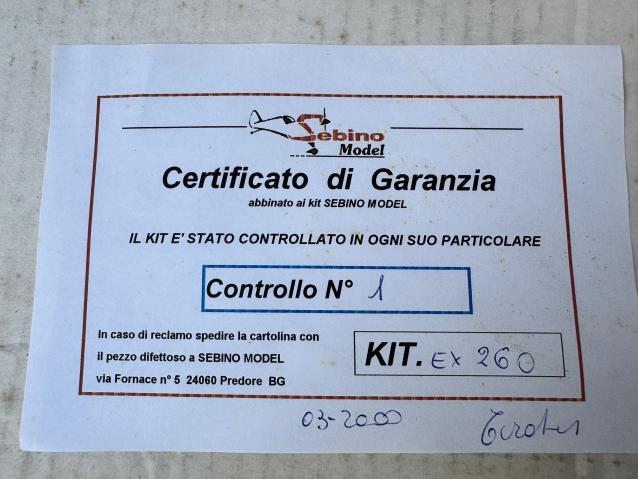 Sebino
Model
Certificato di Garanzia
abbinato ai kit SEBINO MODEL
IL KIT E' STATO CONTROLLATO IN OGNI SUO PARTICOLARE
Controllo N° 1
In caso di reclamo spedire la cartolina con
il pezzo difettoso a SEBINO MODEL
via Fornace n° 5 24060 Predore BG
KIT. EX 260
03-2000